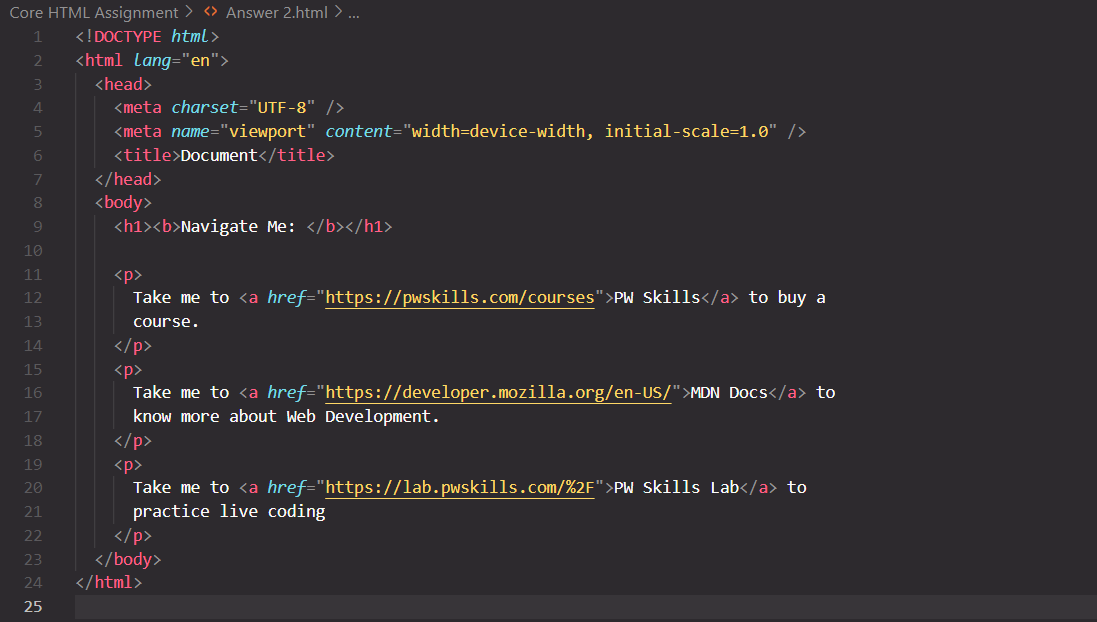 Core HTML Assignment > <> Answer 2.html > ...
1 <!DOCTYPE html>
2 <html lang="en">
3 <head>
4 <meta charset="UTF-8" />
5 <meta name="viewport" content="width=device-width, initial-scale=1.0" />
6 <title>Document</title>
7 </head>
8 <body>
9 <h1><b>Navigate Me: </b></h1>
10
11 <p>
12 Take me to <a href="https://pwskills.com/courses">PW Skills</a> to buy a
13 course.
14 </p>
15 <p>
16 Take me to <a href="https://developer.mozilla.org/en-US/">MDN Docs</a> to
17 know more about Web Development.
18 </p>
19 <p>
20 Take me to <a href="https://lab.pwskills.com/%2F">PW Skills Lab</a> to
21 practice live coding
22 </p>
23 </body>
24 </html>
25